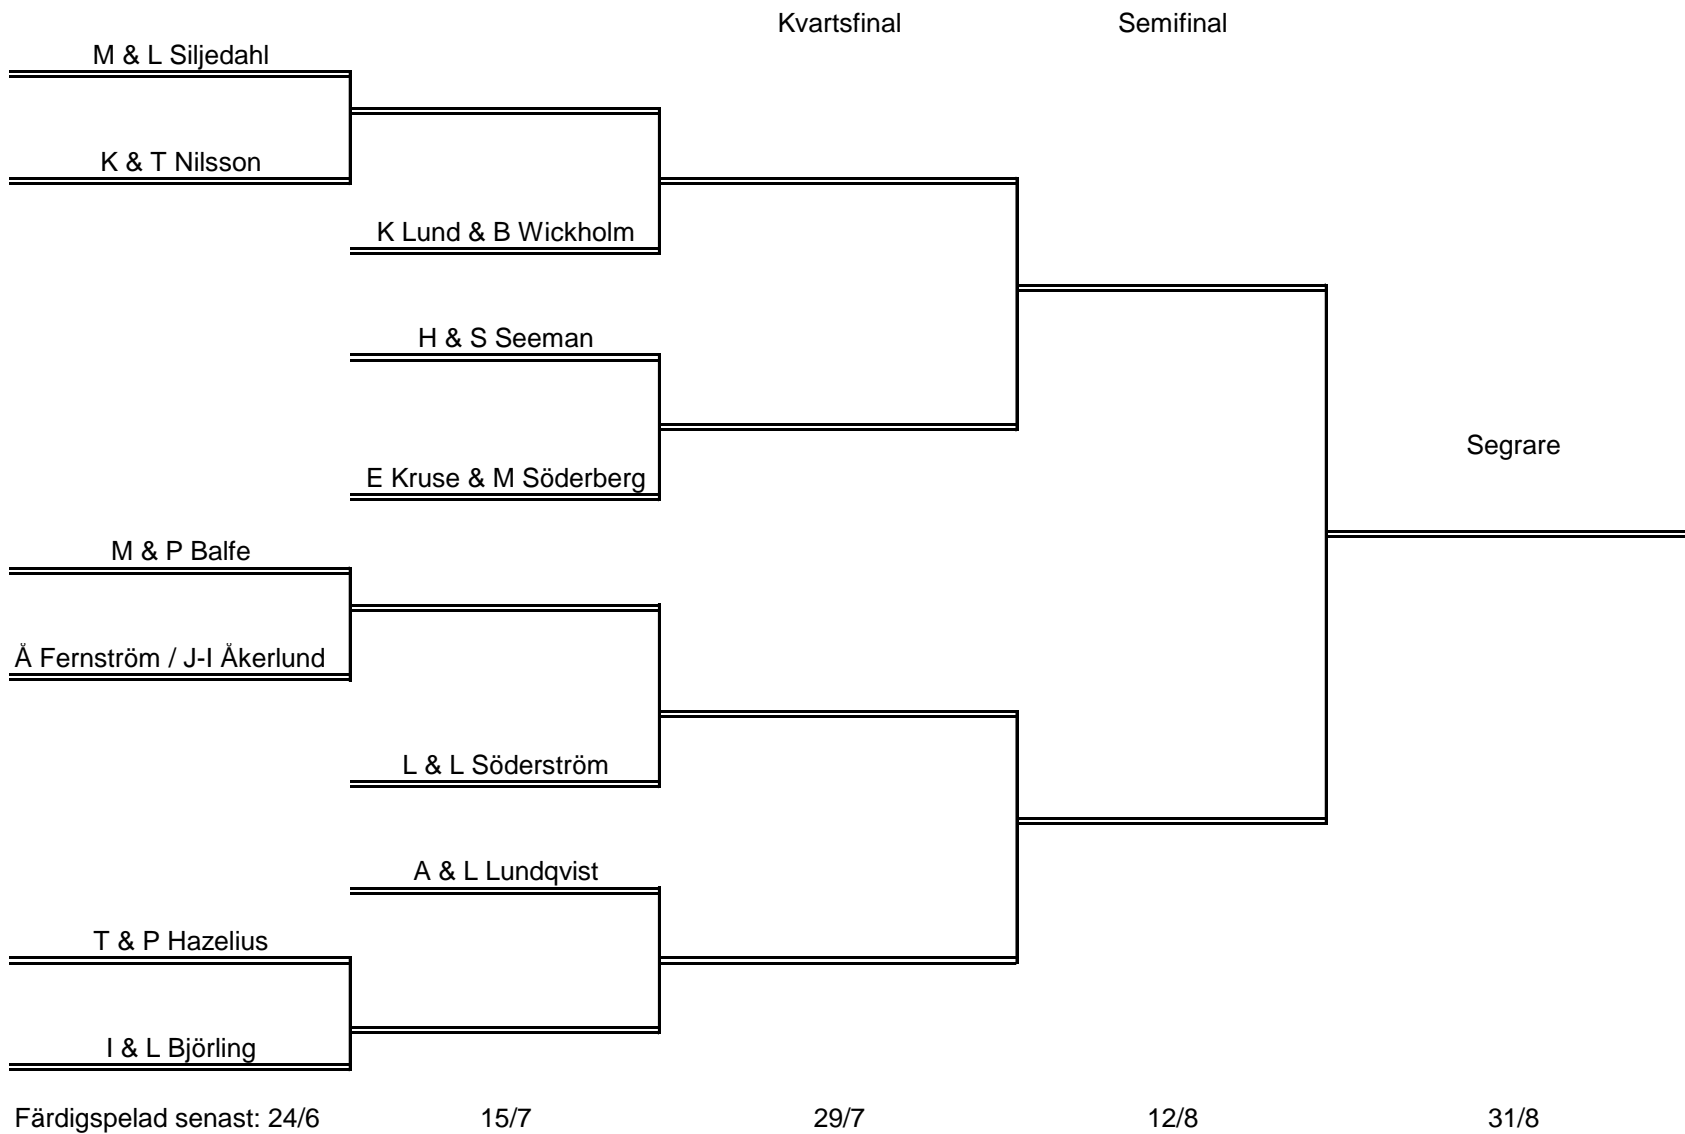 Kvartsfinal Semifinal
M & L Siljedahl
K & T Nilsson
K Lund & B Wickholm
H & S Seeman
Segrare
E Kruse & M Söderberg
M & P Balfe
Å Fernström / J-I Åkerlund
L & L Söderström
A & L Lundqvist
T & P Hazelius
I & L Björling
Färdigspelad senast: 24/6 15/7 29/7 12/8 31/8